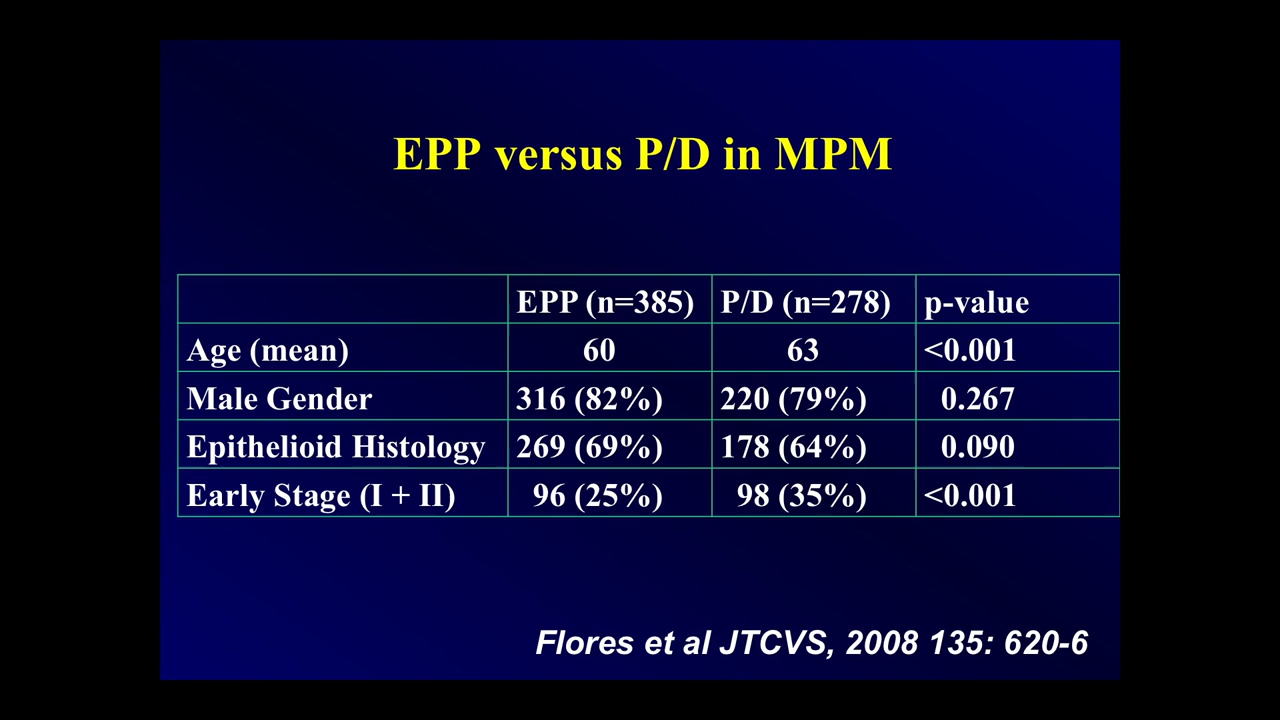 EPP versus P/D in MPM
EPP (n=385) P/D (n=278) p-value
Age (mean) 60 63 <0.001
Male Gender 316 (82%) 220 (79%) 0.267
Epithelioid Histology 269 (69%) 178 (64%) 0.090
Early Stage (I + II) 96 (25%) 98 (35%) <0.001
Flores et al JTCVS, 2008 135: 620-6